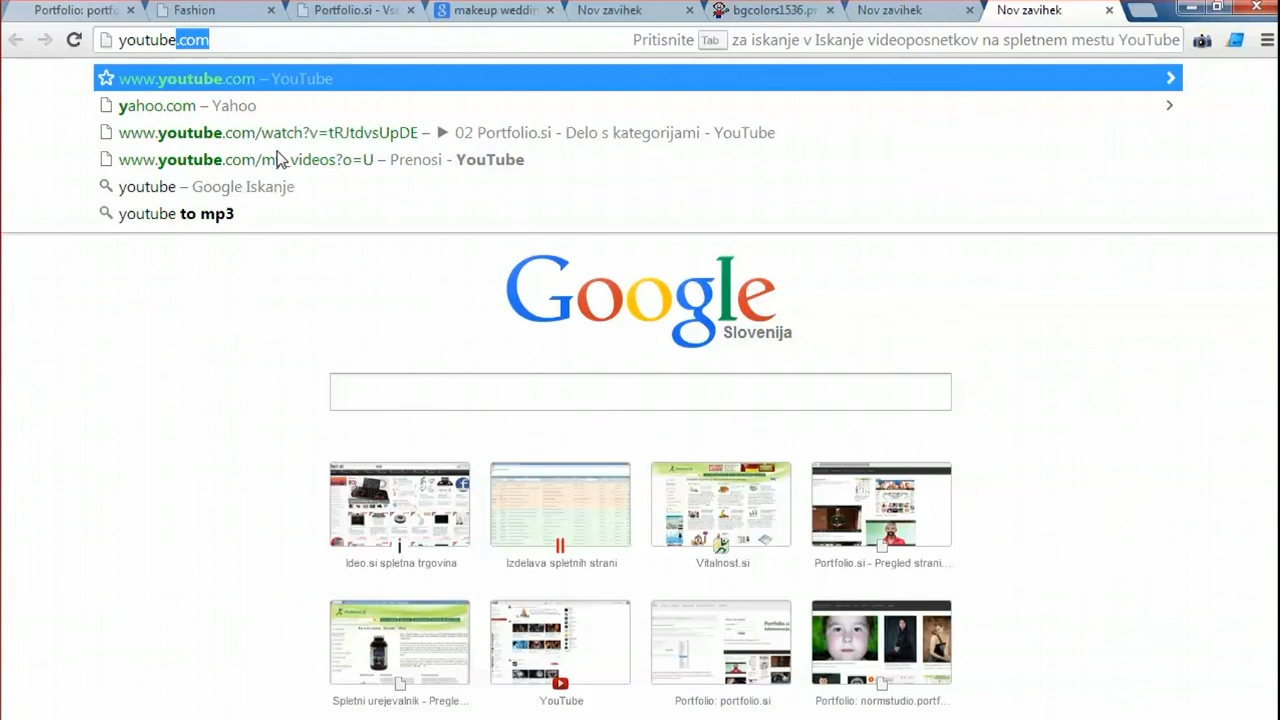 Portfolio: portfo
Fashion
Portfolio.si - Vse
makeup weddin
Nov zavihek
bgcolors1536.pr
Nov zavihek
Nov zavihek
youtube.com
Pritisnite Tab za iskanje v Iskanje videoposnetkov na spletnem mestu YouTube
www.youtube.com – YouTube
yahoo.com – Yahoo
www.youtube.com/watch?v=tRJtdvsUpDE – ▶ 02 Portfolio.si - Delo s kategorijami - YouTube
www.youtube.com/my_videos?o=U – Prenosi - YouTube
youtube – Google Iskanje
youtube to mp3
Google
Slovenija
Ideo.si spletna trgovina
Izdelava spletnih strani
Vitalnost.si
Portfolio.si - Pregled strani...
Spletni urejevalnik - Pregle...
YouTube
Portfolio: portfolio.si
Portfolio: normstudio.portf...